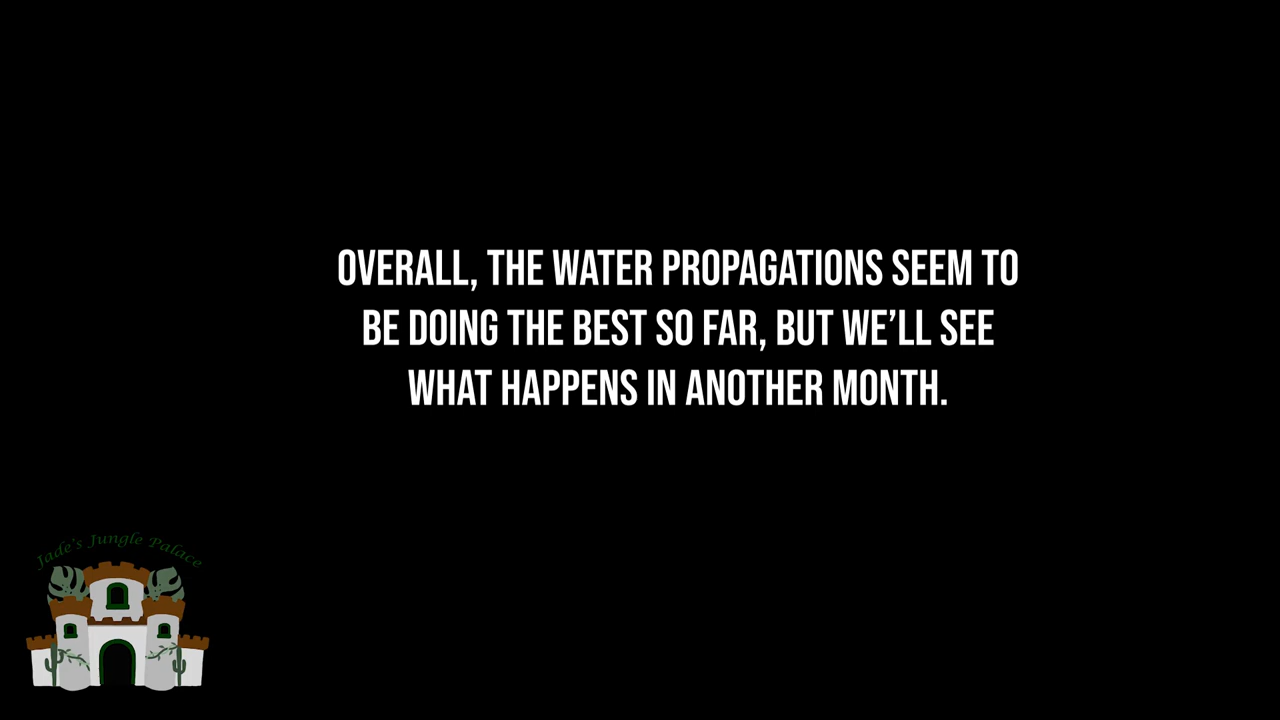 OVERALL, THE WATER PROPAGATIONS SEEM TO
BE DOING THE BEST SO FAR, BUT WE’LL SEE
WHAT HAPPENS IN ANOTHER MONTH.
Jade's Jungle Palace